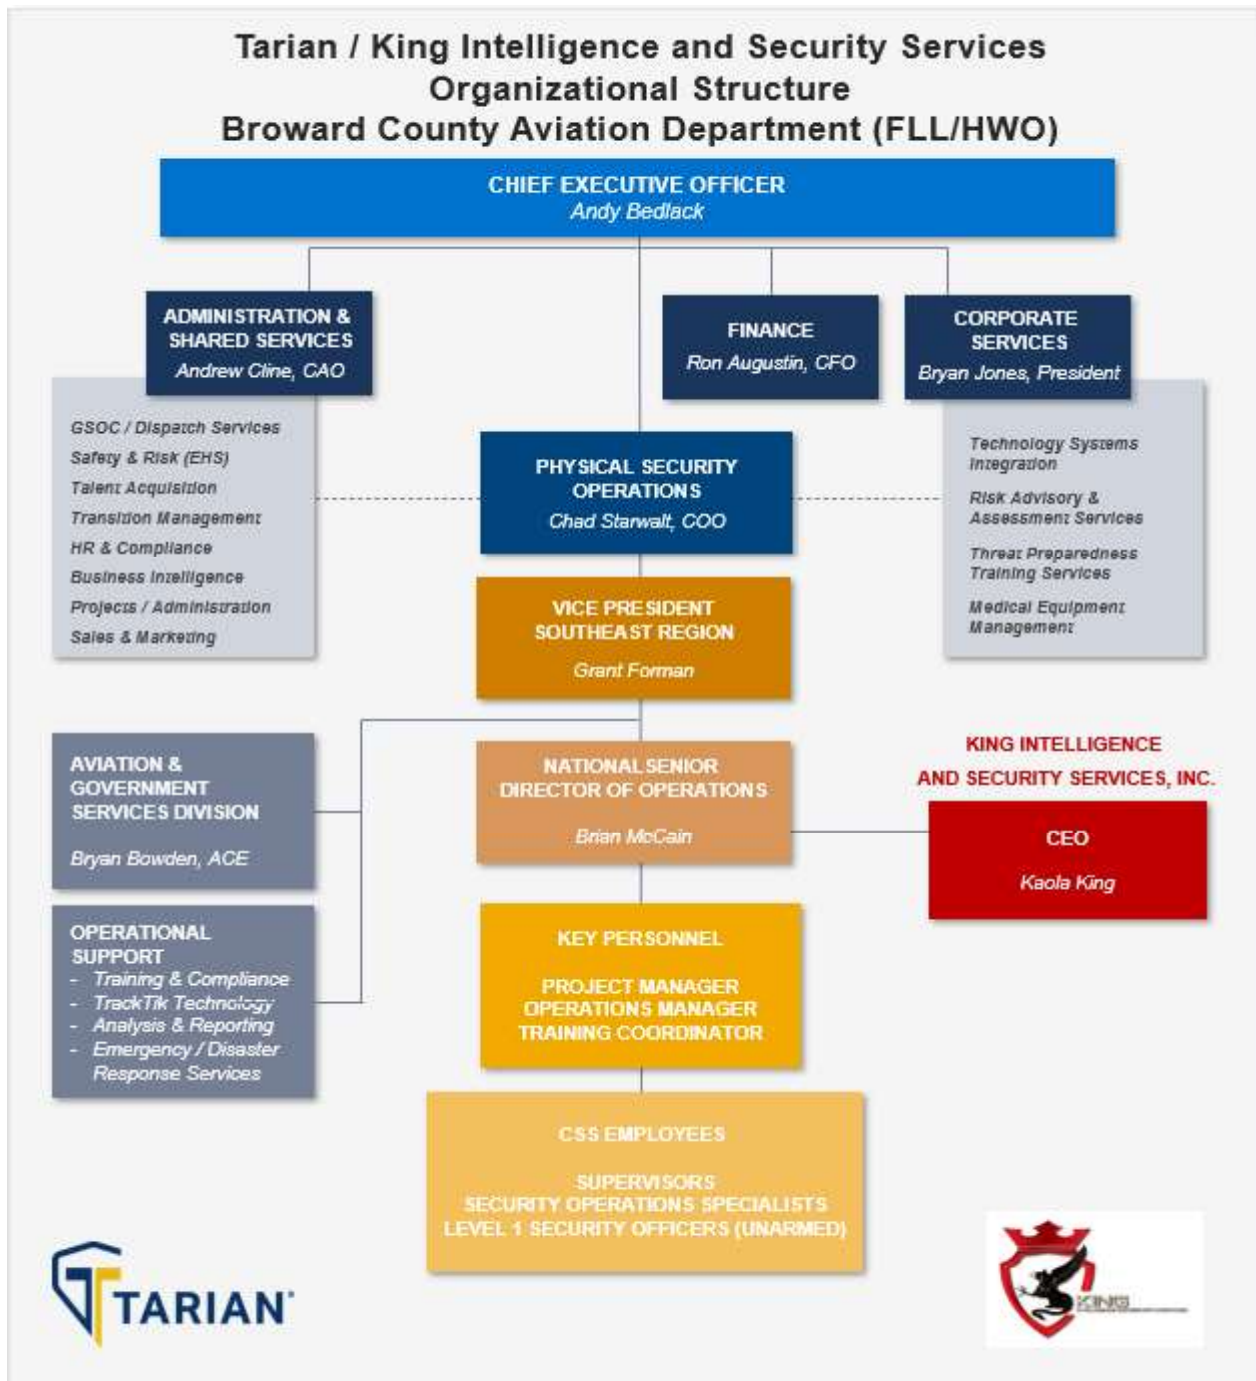 Tarian / King Intelligence and Security Services
Organizational Structure
Broward County Aviation Department (FLL/HWO)
CHIEF EXECUTIVE OFFICER
Andy Bedlack
ADMINISTRATION &
SHARED SERVICES
Andrew Cline, CAO
FINANCE
Ron Augustin, CFO
CORPORATE
SERVICES
Bryan Jones, President
GSOC / Dispatch Services
Safety & Risk (EHS)
Talent Acquisition
Transition Management
HR & Compliance
Business Intelligence
Projects / Administration
Sales & Marketing
PHYSICAL SECURITY
OPERATIONS
Chad Starwalt, COO
Technology Systems
Integration
Risk Advisory &
Assessment Services
Threat Preparedness
Training Services
Medical Equipment
Management
VICE PRESIDENT
SOUTHEAST REGION
Grant Forman
AVIATION &
GOVERNMENT
SERVICES DIVISION
Bryan Bowden, ACE
NATIONAL SENIOR
DIRECTOR OF OPERATIONS
Brian McCain
KING INTELLIGENCE
AND SECURITY SERVICES, INC.
CEO
Kaola King
OPERATIONAL
SUPPORT
- Training & Compliance
- TrackTik Technology
- Analysis & Reporting
- Emergency / Disaster
Response Services
KEY PERSONNEL
PROJECT MANAGER
OPERATIONS MANAGER
TRAINING COORDINATOR
CSS EMPLOYEES
SUPERVISORS
SECURITY OPERATIONS SPECIALISTS
LEVEL 1 SECURITY OFFICERS (UNARMED)
TARIAN
KING